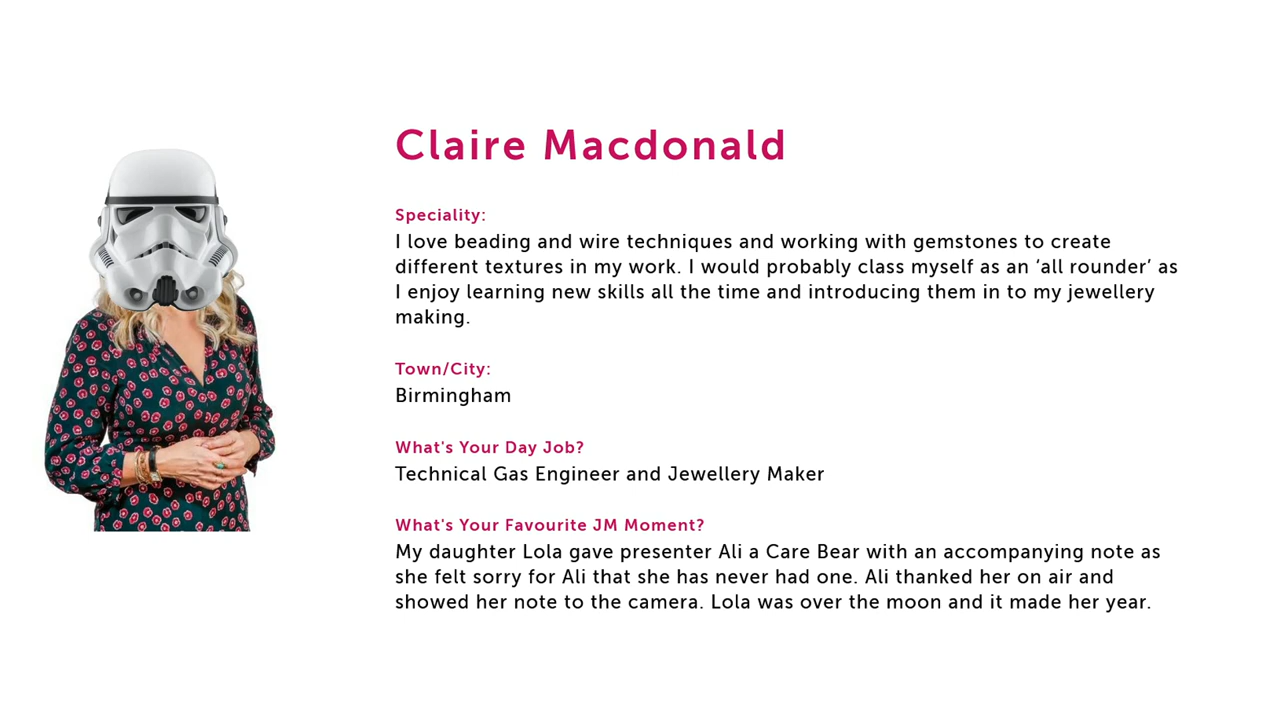 Claire Macdonald
Speciality:
I love beading and wire techniques and working with gemstones to create
different textures in my work. I would probably class myself as an ‘all rounder’ as
I enjoy learning new skills all the time and introducing them in to my jewellery
making.
Town/City:
Birmingham
What's Your Day Job?
Technical Gas Engineer and Jewellery Maker
What's Your Favourite JM Moment?
My daughter Lola gave presenter Ali a Care Bear with an accompanying note as
she felt sorry for Ali that she has never had one. Ali thanked her on air and
showed her note to the camera. Lola was over the moon and it made her year.